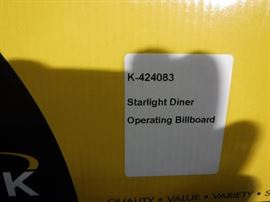 K-424083
Starlight Diner
Operating Billboard
K
QUALITY • VALUE • VARIETY • S